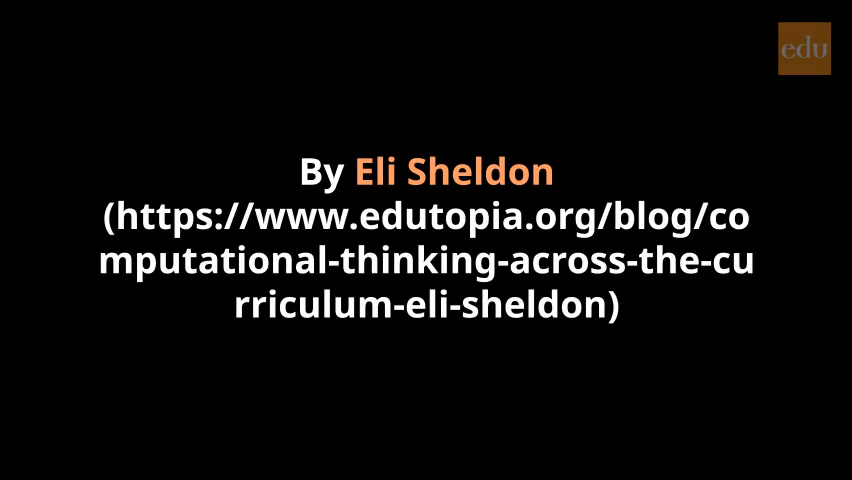 edu
By Eli Sheldon
(https://www.edutopia.org/blog/co
mputational-thinking-across-the-cu
rriculum-eli-sheldon)